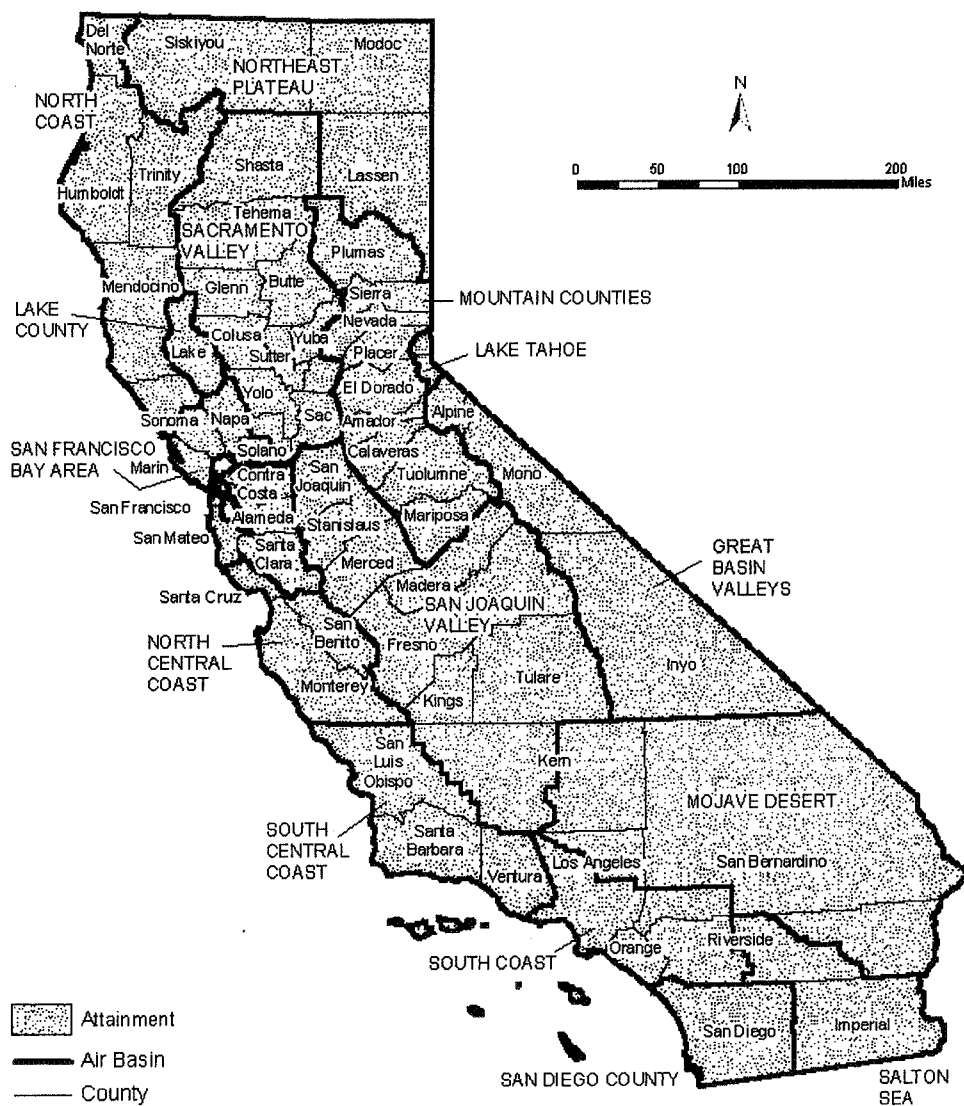 Del
Norte
Siskiyou
Modoc
NORTHEAST
PLATEAU
NORTH
COAST
N
0 50 100 200
Miles
Shasta
Trinity
Lassen
Humboldt
Tehema
SACRAMENTO
VALLEY
Plumas
Mendocino
Glenn
Butte
Sierra
MOUNTAIN COUNTIES
LAKE
COUNTY
Nevada
Colusa
Yuba
Sutter
Placer
Lake
LAKE TAHOE
El Dorado
Yolo
Alpine
Sonoma
Napa
Sac
Amador
Solano
Calaveras
SAN FRANCISCO
BAY AREA
Marin
Contra
Costa
San
Joaquin
Tuolumne
Mono
San Francisco
Alameda
Stanislaus
Mariposa
San Mateo
Santa
Clara
Merced
GREAT
BASIN
VALLEYS
Madera
Santa Cruz
SAN JOAQUIN
VALLEY
San
Benito
NORTH
CENTRAL
COAST
Fresno
Inyo
Monterey
Tulare
Kings
San
Luis
Obispo
Kern
MOJAVE DESERT
SOUTH
CENTRAL
COAST
Santa
Barbara
Los Angeles
San Bernardino
Ventura
Orange
Riverside
SOUTH COAST
Attainment
Air Basin
County
San Diego
Imperial
SAN DIEGO COUNTY
SALTON
SEA